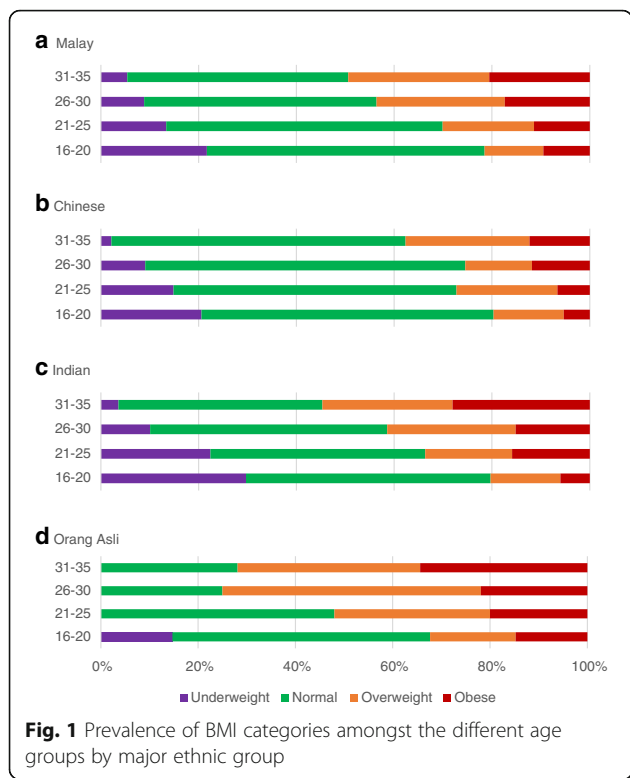 a Malay
31-35
26-30
21-25
16-20
b Chinese
31-35
26-30
21-25
16-20
c Indian
31-35
26-30
21-25
16-20
d Orang Asli
31-35
26-30
21-25
16-20
0% 20% 40% 60% 80% 100%
Underweight Normal Overweight Obese
Fig. 1 Prevalence of BMI categories amongst the different age
groups by major ethnic group